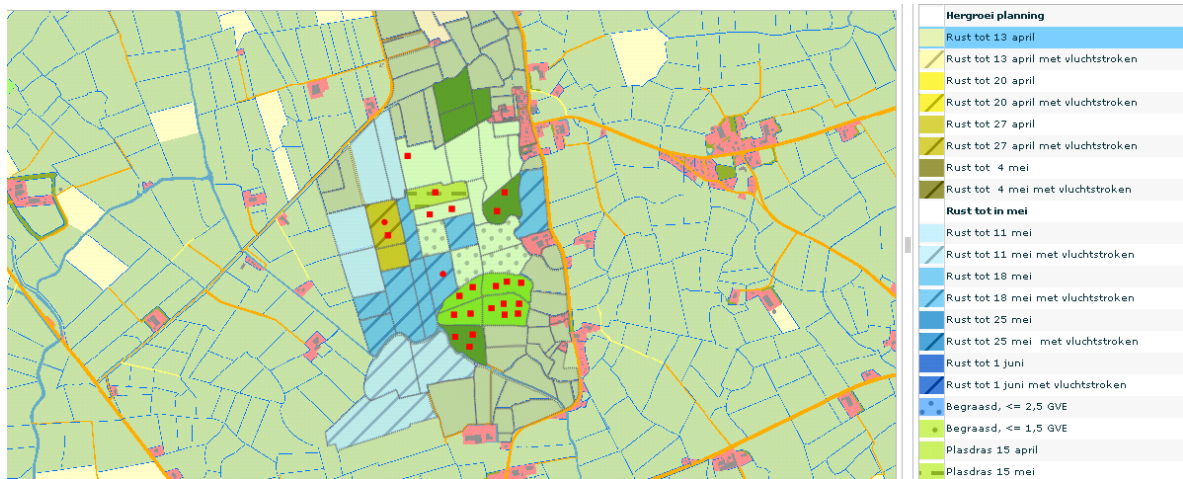 Hergroei planning
Rust tot 13 april
Rust tot 13 april met vluchtstroken
Rust tot 20 april
Rust tot 20 april met vluchtstroken
Rust tot 27 april
Rust tot 27 april met vluchtstroken
Rust tot 4 mei
Rust tot 4 mei met vluchtstroken
Rust tot in mei
Rust tot 11 mei
Rust tot 11 mei met vluchtstroken
Rust tot 18 mei
Rust tot 18 mei met vluchtstroken
Rust tot 25 mei
Rust tot 25 mei met vluchtstroken
Rust tot 1 juni
Rust tot 1 juni met vluchtstroken
Begraasd, <= 2,5 GVE
Begraasd, <= 1,5 GVE
Plasdras 15 april
Plasdras 15 mei